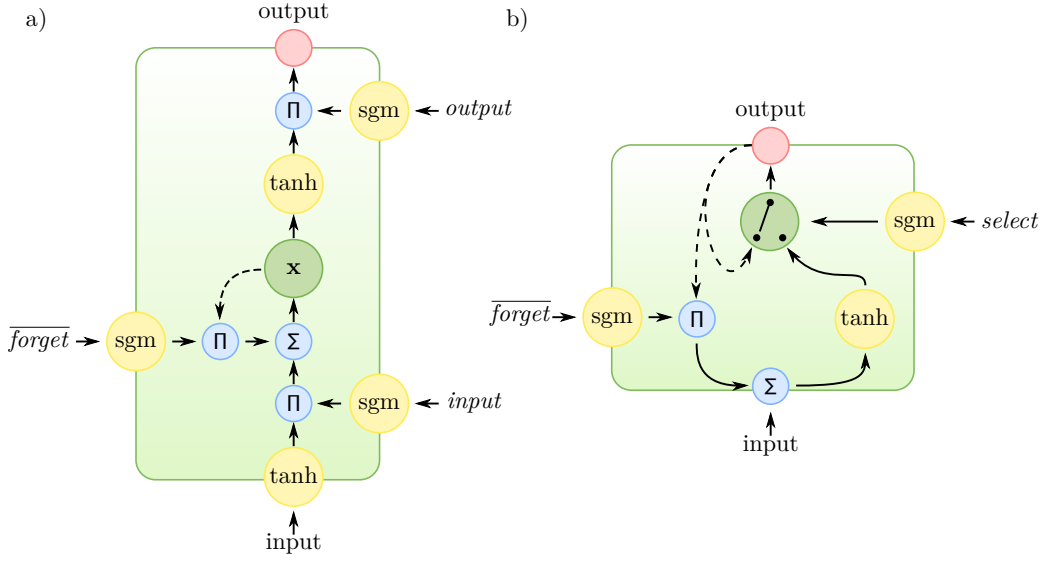 a)
output
Π
sgm
output
tanh
x
forget
sgm
Π
Σ
Π
sgm
input
tanh
input
b)
output
sgm
select
forget
sgm
Π
tanh
Σ
input